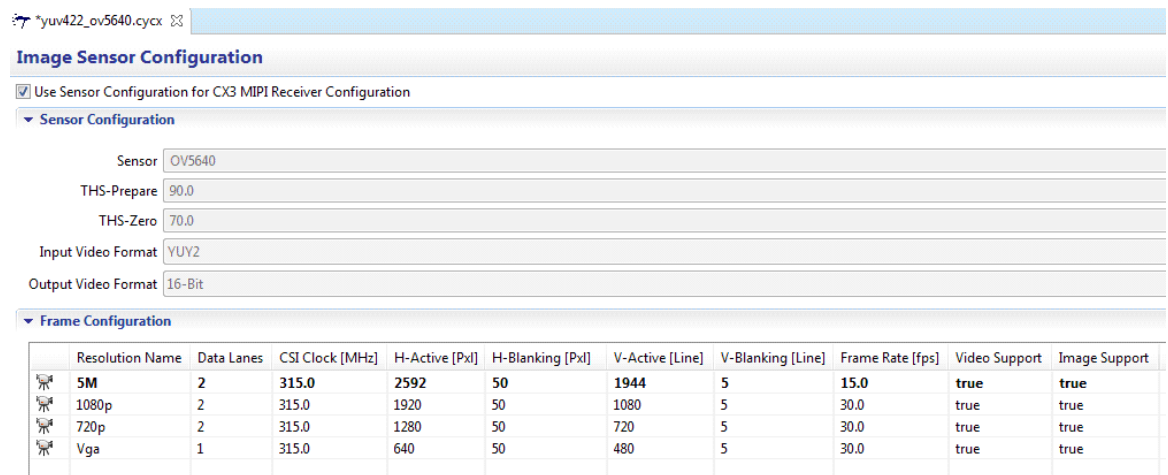 *yuv422_ov5640.cycx
Image Sensor Configuration
Use Sensor Configuration for CX3 MIPI Receiver Configuration
Sensor Configuration
Sensor OV5640
THS-Prepare 90.0
THS-Zero 70.0
Input Video Format YUY2
Output Video Format 16-Bit
Frame Configuration
Resolution Name Data Lanes CSI Clock [MHz] H-Active [Pxl] H-Blanking [Pxl] V-Active [Line] V-Blanking [Line] Frame Rate [fps] Video Support Image Support
5M 2 315.0 2592 50 1944 5 15.0 true true
1080p 2 315.0 1920 50 1080 5 30.0 true true
720p 2 315.0 1280 50 720 5 30.0 true true
Vga 1 315.0 640 50 480 5 30.0 true true